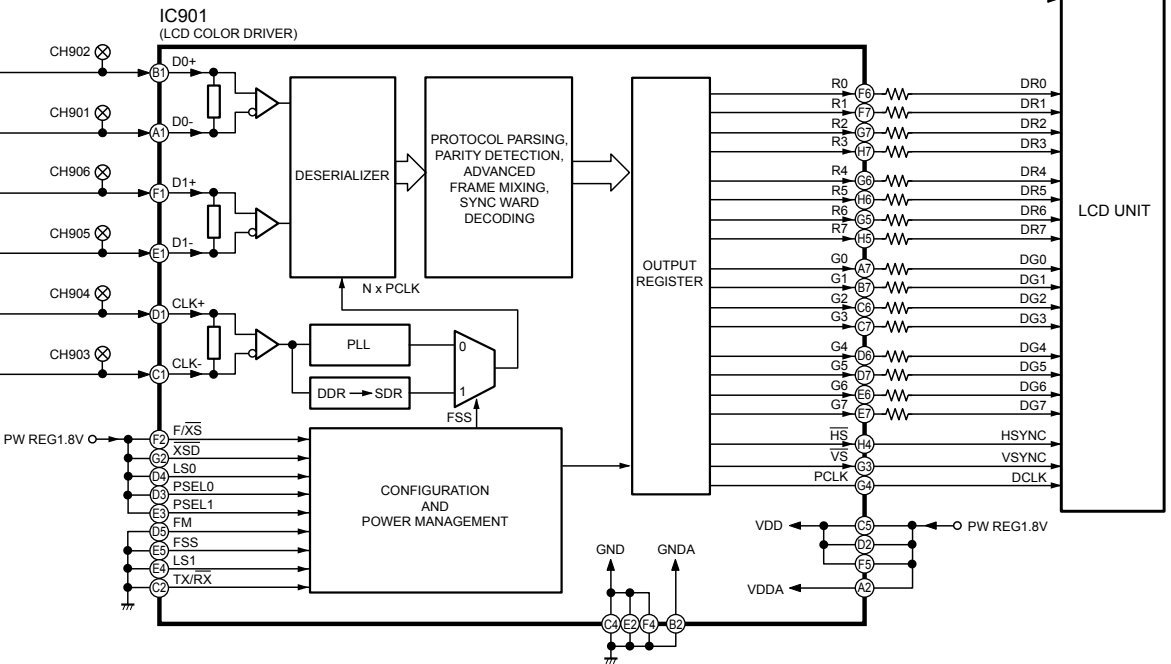 IC901
(LCD COLOR DRIVER)
CH902
B1
D0+
CH901
A1
D0-
CH906
F1
D1+
CH905
E1
D1-
CH904
D1
CLK+
CH903
C1
CLK-
DESERIALIZER
PROTOCOL PARSING,
PARITY DETECTION,
ADVANCED
FRAME MIXING,
SYNC WARD
DECODING
N x PCLK
PLL
DDR
SDR
0
1
FSS
PW REG1.8V
F2
F/XS
G2
XSD
D4
LS0
D3
PSEL0
E3
PSEL1
D5
FM
E5
FSS
E4
LS1
C2
TX/RX
CONFIGURATION
AND
POWER MANAGEMENT
OUTPUT
REGISTER
R0 F6 DR0
R1 F7 DR1
R2 G7 DR2
R3 H7 DR3
R4 G6 DR4
R5 H6 DR5
R6 G5 DR6
R7 H5 DR7
G0 A7 DG0
G1 B7 DG1
G2 C6 DG2
G3 C7 DG3
G4 D6 DG4
G5 D7 DG5
G6 E6 DG6
G7 E7 DG7
HS H4 HSYNC
VS G3 VSYNC
PCLK G4 DCLK
LCD UNIT
VDD
C5
PW REG1.8V
D2
F5
VDDA
A2
GND
GNDA
C4
E2
F4
B2